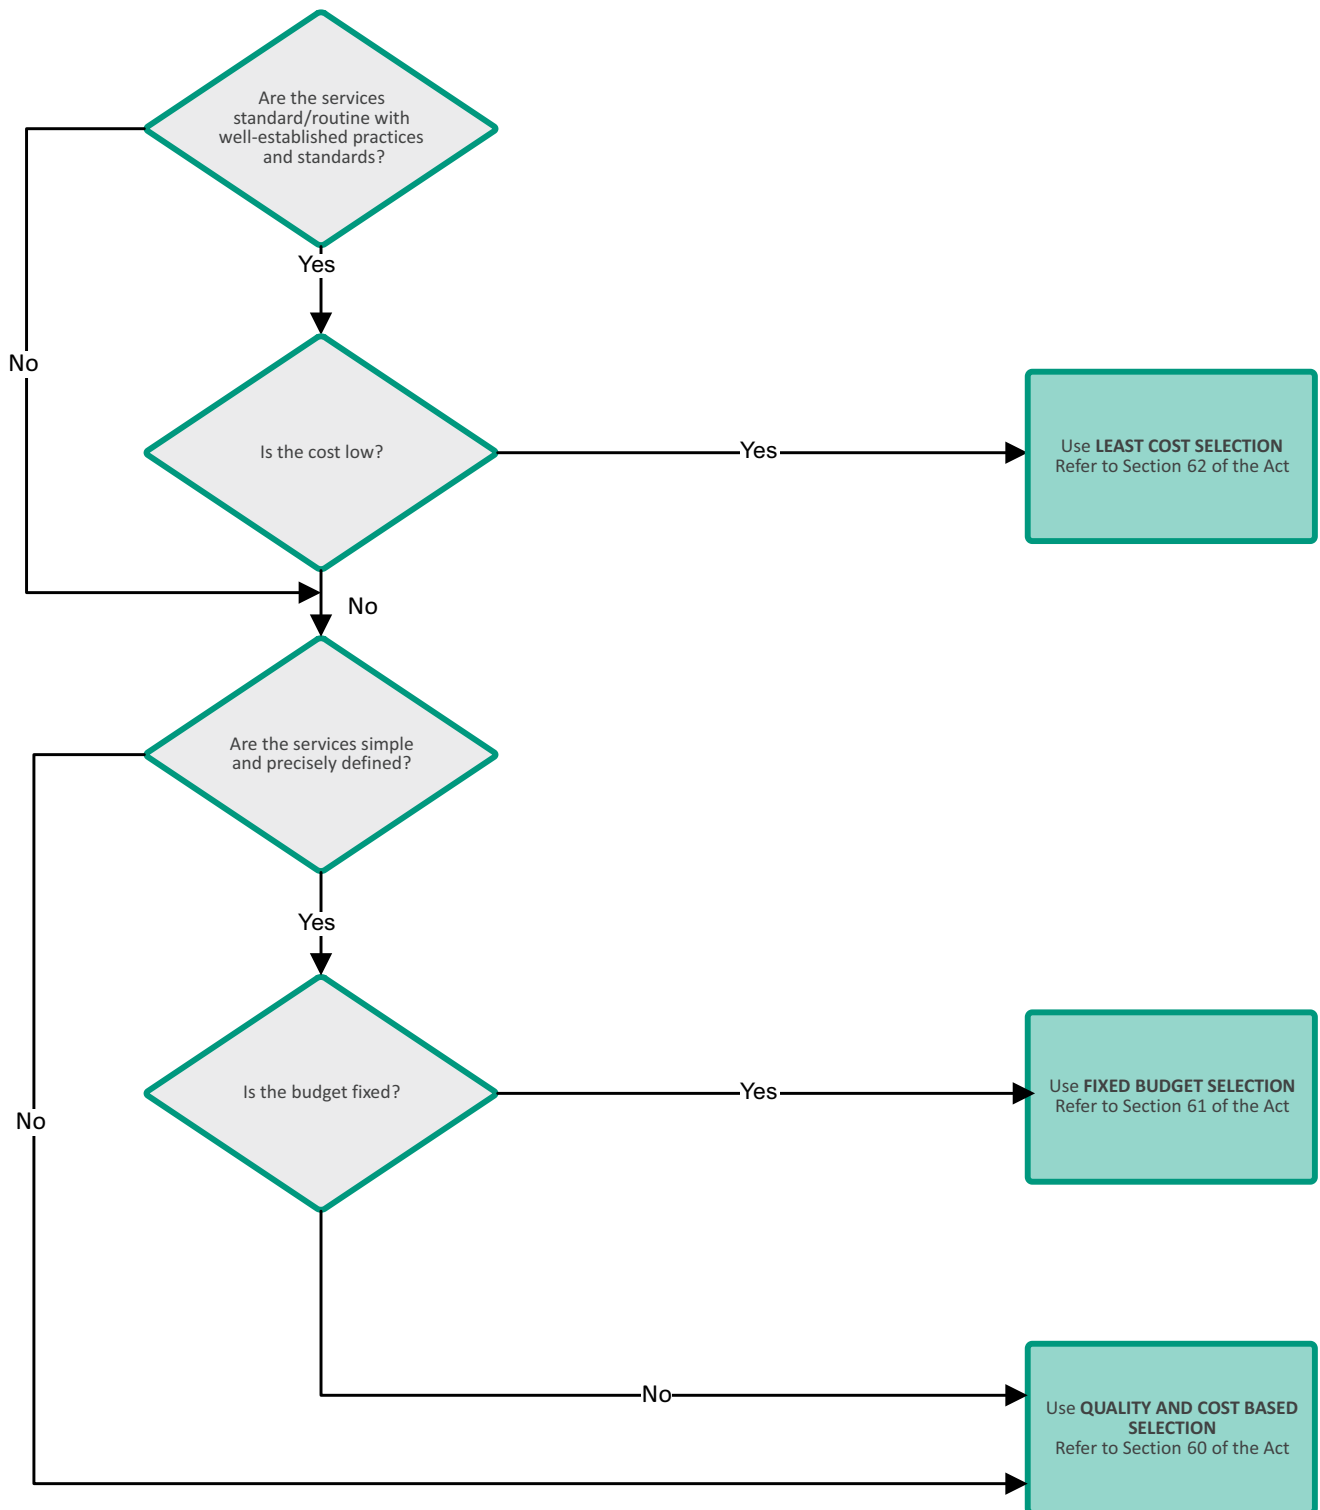 Are the services
standard/routine with
well-established practices
and standards?
Yes
No
Is the cost low?
Yes
Use LEAST COST SELECTION
Refer to Section 62 of the Act
No
Are the services simple
and precisely defined?
Yes
Is the budget fixed?
Yes
Use FIXED BUDGET SELECTION
Refer to Section 61 of the Act
No
No
Use QUALITY AND COST BASED
SELECTION
Refer to Section 60 of the Act